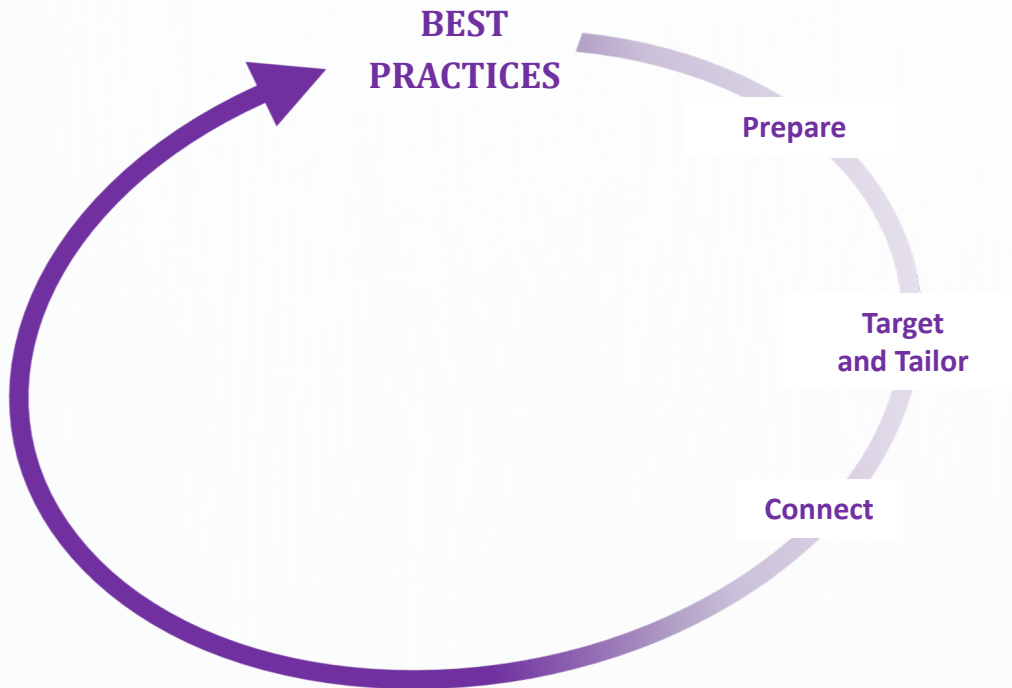 BEST
PRACTICES
Prepare
Target
and Tailor
Connect